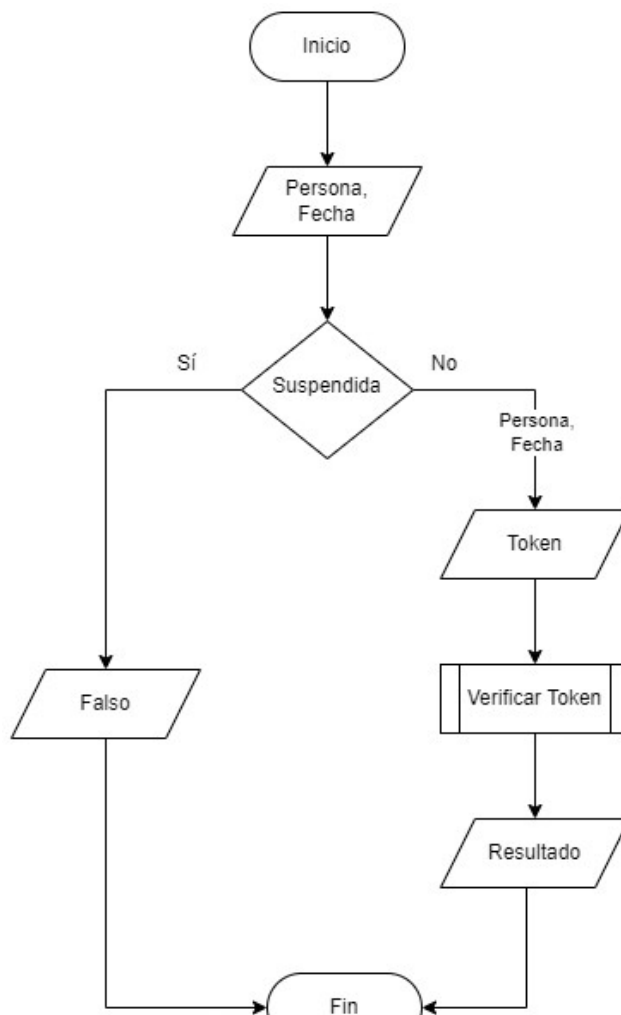 Inicio
Persona,
Fecha
Sí
Suspendida
No
Persona,
Fecha
Token
Falso
Verificar Token
Resultado
Fin